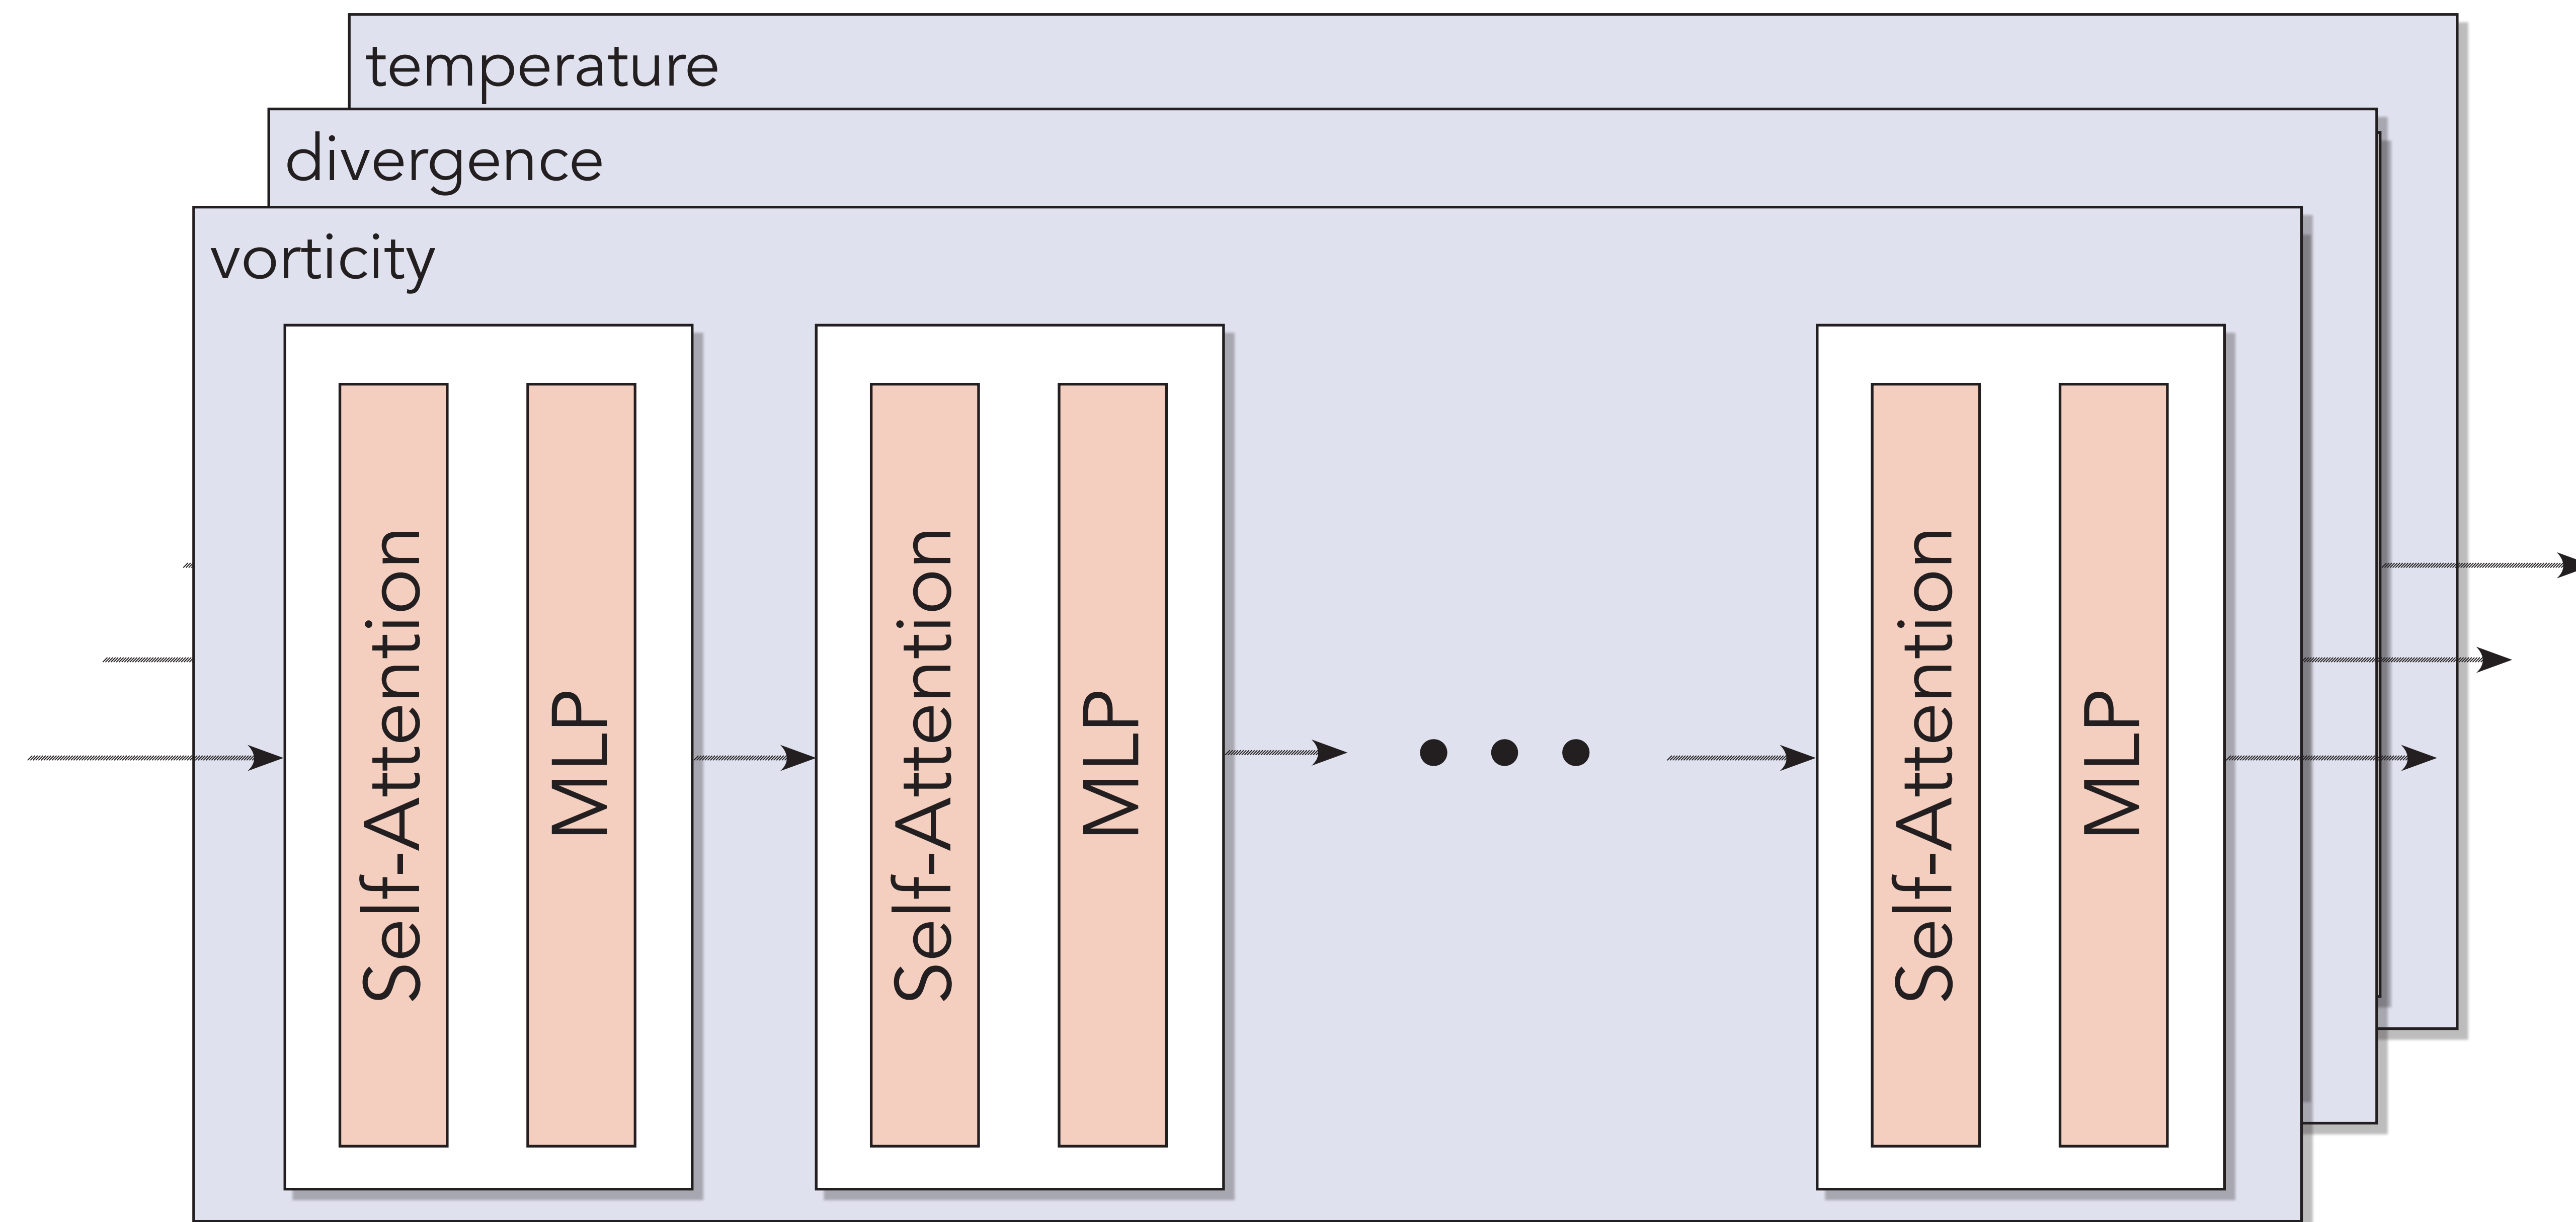 temperature
divergence
vorticity
Self-Attention
MLP
Self-Attention
MLP
Self-Attention
MLP